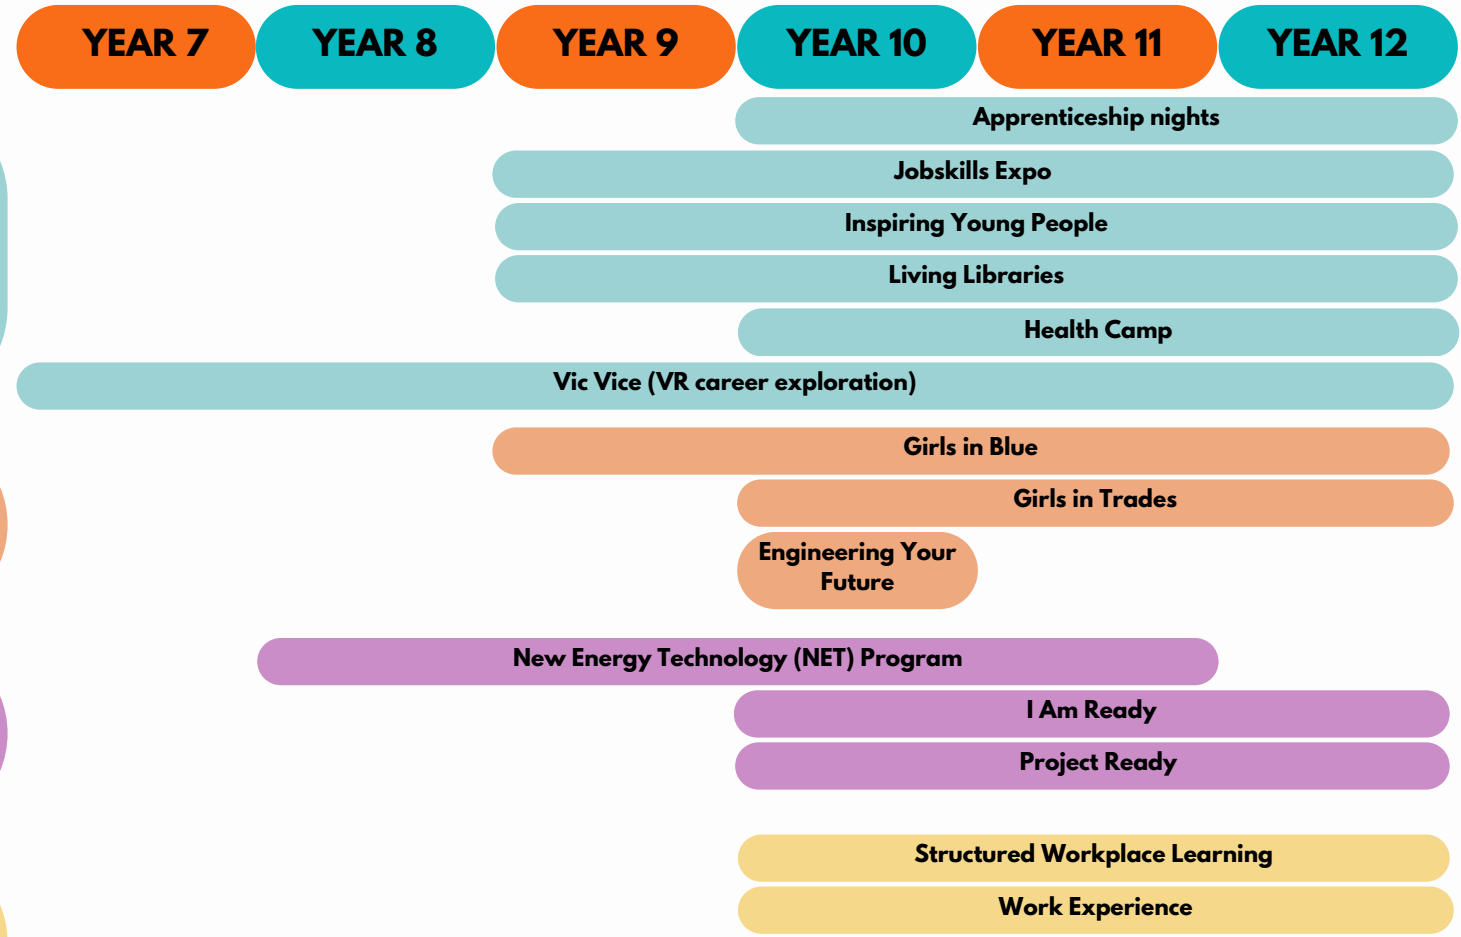 YEAR 7
YEAR 8
YEAR 9
YEAR 10
YEAR 11
YEAR 12
Apprenticeship nights
Jobskills Expo
Inspiring Young People
Living Libraries
Health Camp
Vic Vice (VR career exploration)
Girls in Blue
Girls in Trades
Engineering Your
Future
New Energy Technology (NET) Program
I Am Ready
Project Ready
Structured Workplace Learning
Work Experience